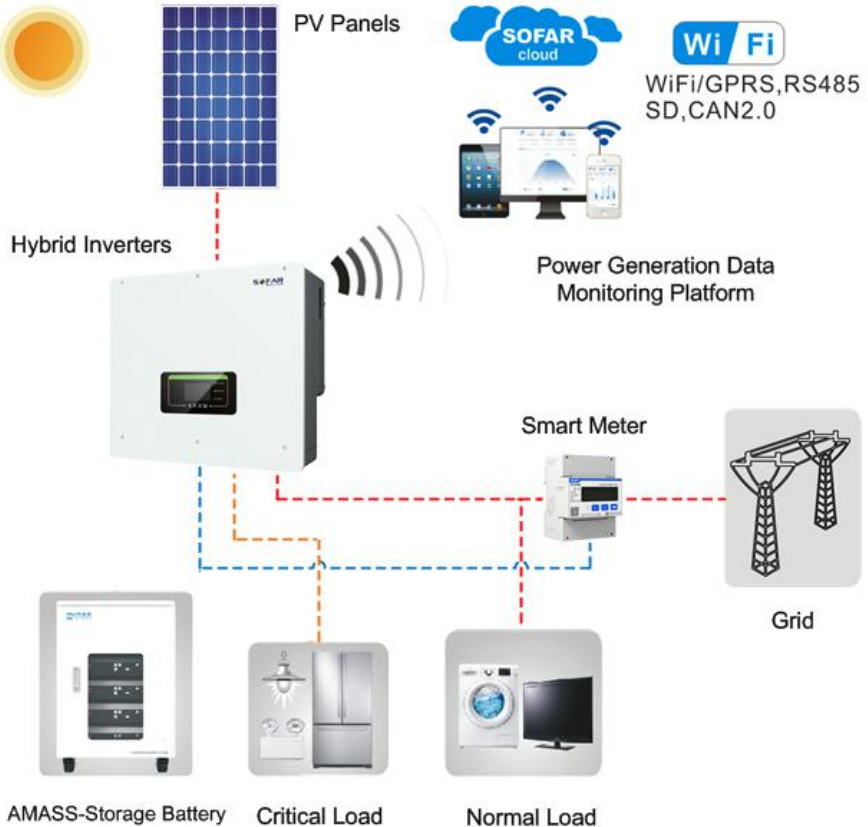 PV Panels
SOFAR
cloud
Wi Fi
WiFi/GPRS,RS485
SD,CAN2.0
Hybrid Inverters
SOFAR
Power Generation Data
Monitoring Platform
Smart Meter
Grid
AMASS-Storage Battery
Critical Load
Normal Load